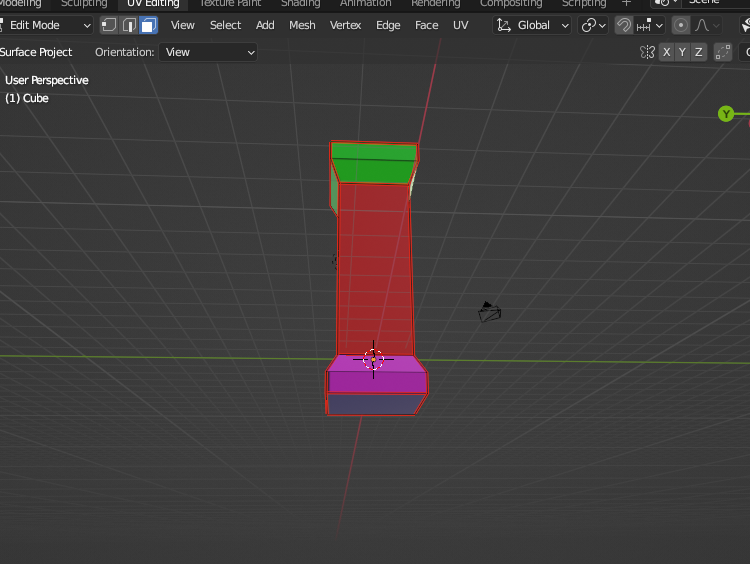 Modeling Sculpting UV Editing Texture Paint Shading Animation Rendering Compositing Scripting + Scene
Edit Mode View Select Add Mesh Vertex Edge Face UV Global
Surface Project Orientation: View X Y Z
User Perspective
(1) Cube
Y